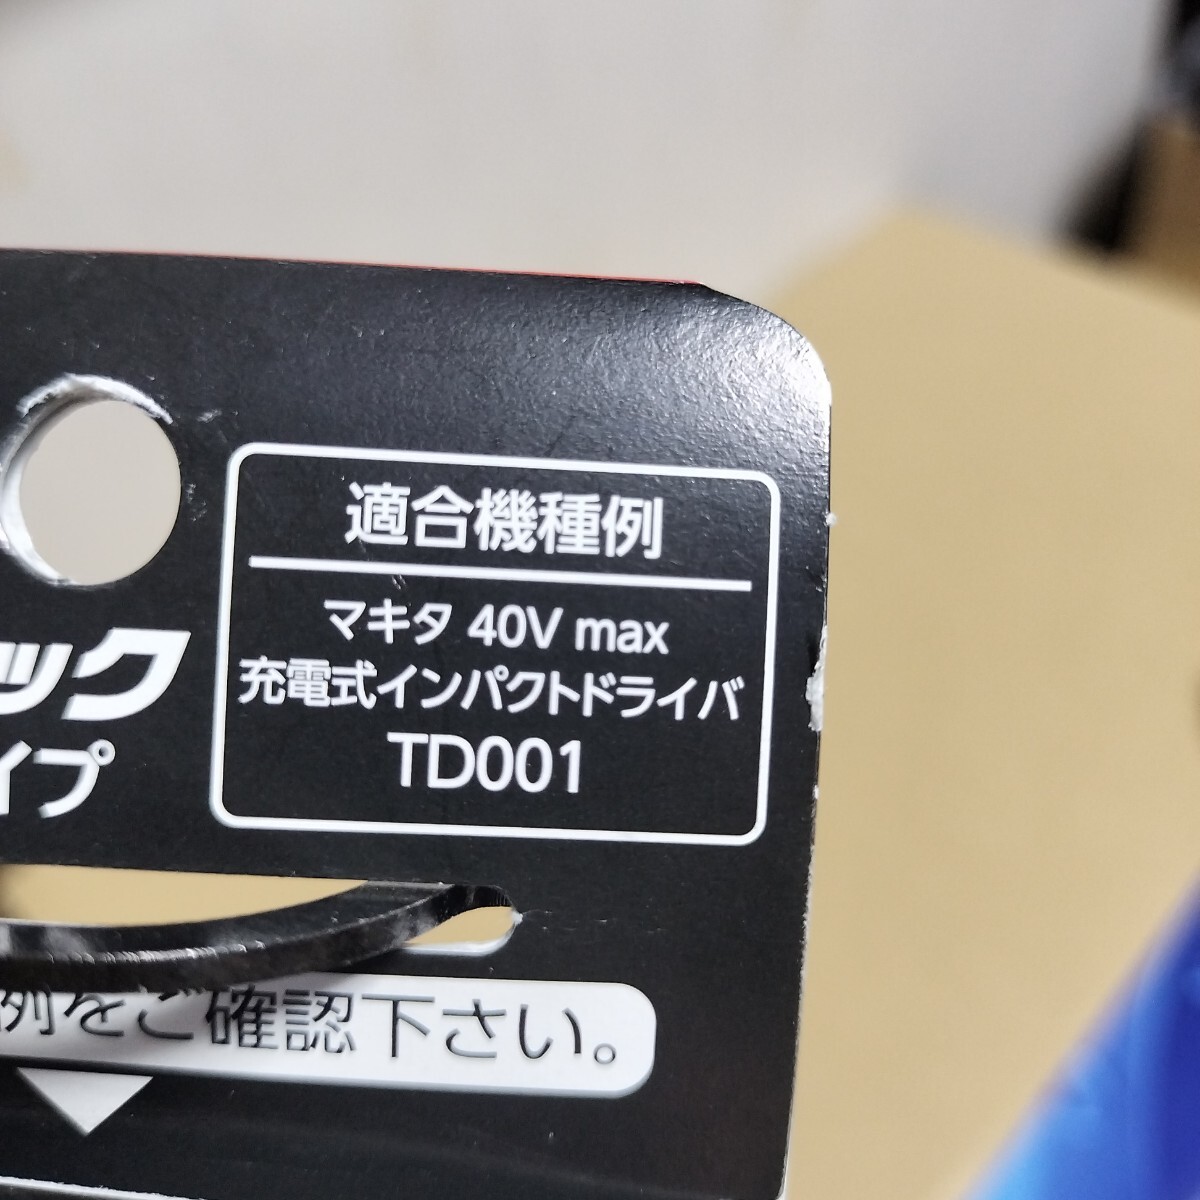 適合機種例
マキタ 40V max
充電式インパクトドライバ
TD001
ック
イプ
例をご確認下さい。